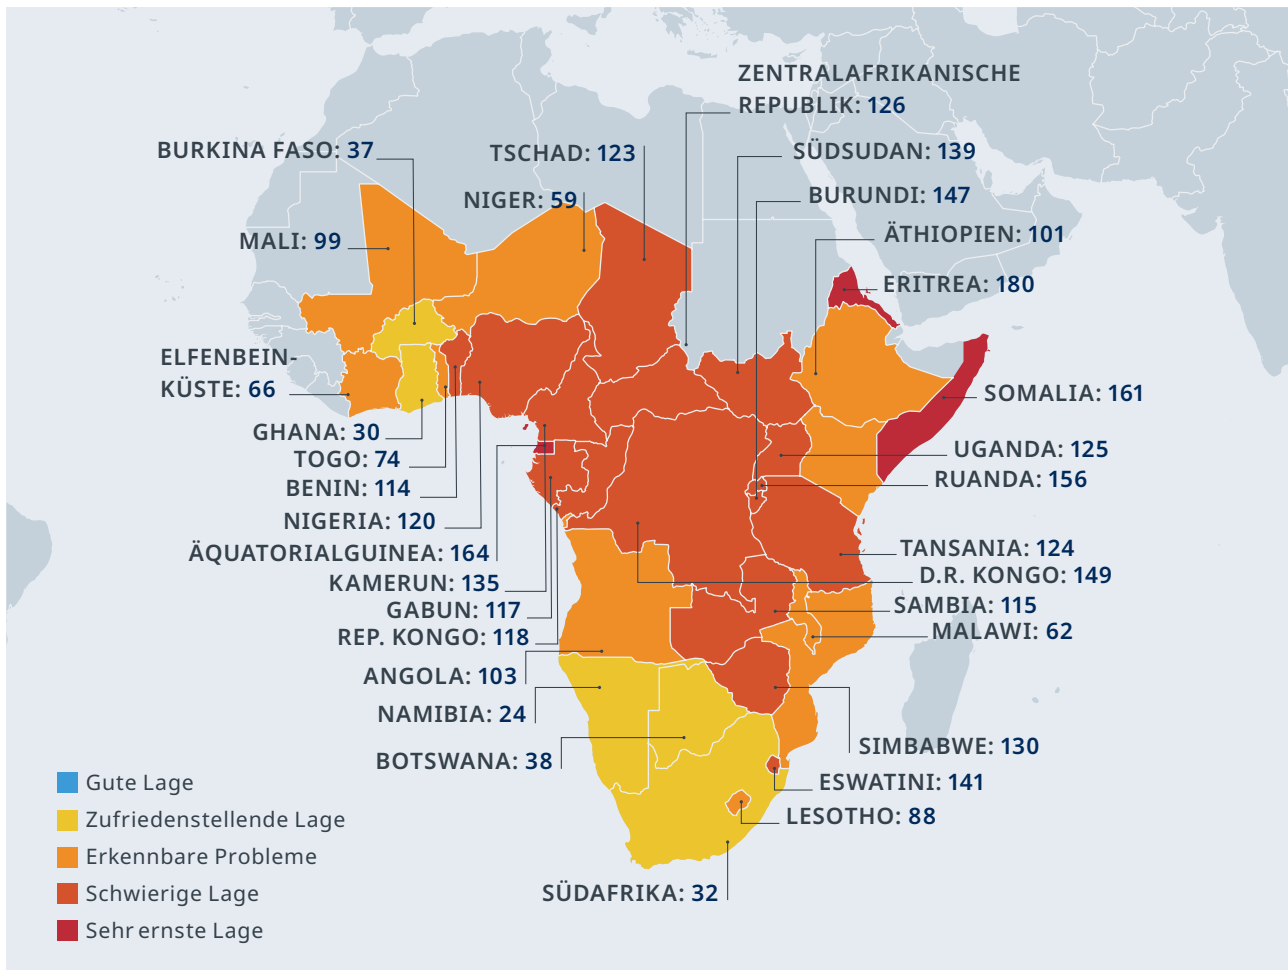 ZENTRALAFRIKANISCHE
REPUBLIK: 126
BURKINA FASO: 37
TSCHAD: 123
SÜDSUDAN: 139
NIGER: 59
BURUNDI: 147
MALI: 99
ÄTHIOPIEN: 101
ERITREA: 180
ELFENBEIN-
KÜSTE: 66
SOMALIA: 161
GHANA: 30
TOGO: 74
UGANDA: 125
BENIN: 114
RUANDA: 156
NIGERIA: 120
ÄQUATORIALGUINEA: 164
TANSANIA: 124
KAMERUN: 135
D.R. KONGO: 149
GABUN: 117
SAMBIA: 115
REP. KONGO: 118
MALAWI: 62
ANGOLA: 103
NAMIBIA: 24
SIMBABWE: 130
BOTSWANA: 38
ESWATINI: 141
LESOTHO: 88
SÜDAFRIKA: 32
Gute Lage
Zufriedenstellende Lage
Erkennbare Probleme
Schwierige Lage
Sehr ernste Lage